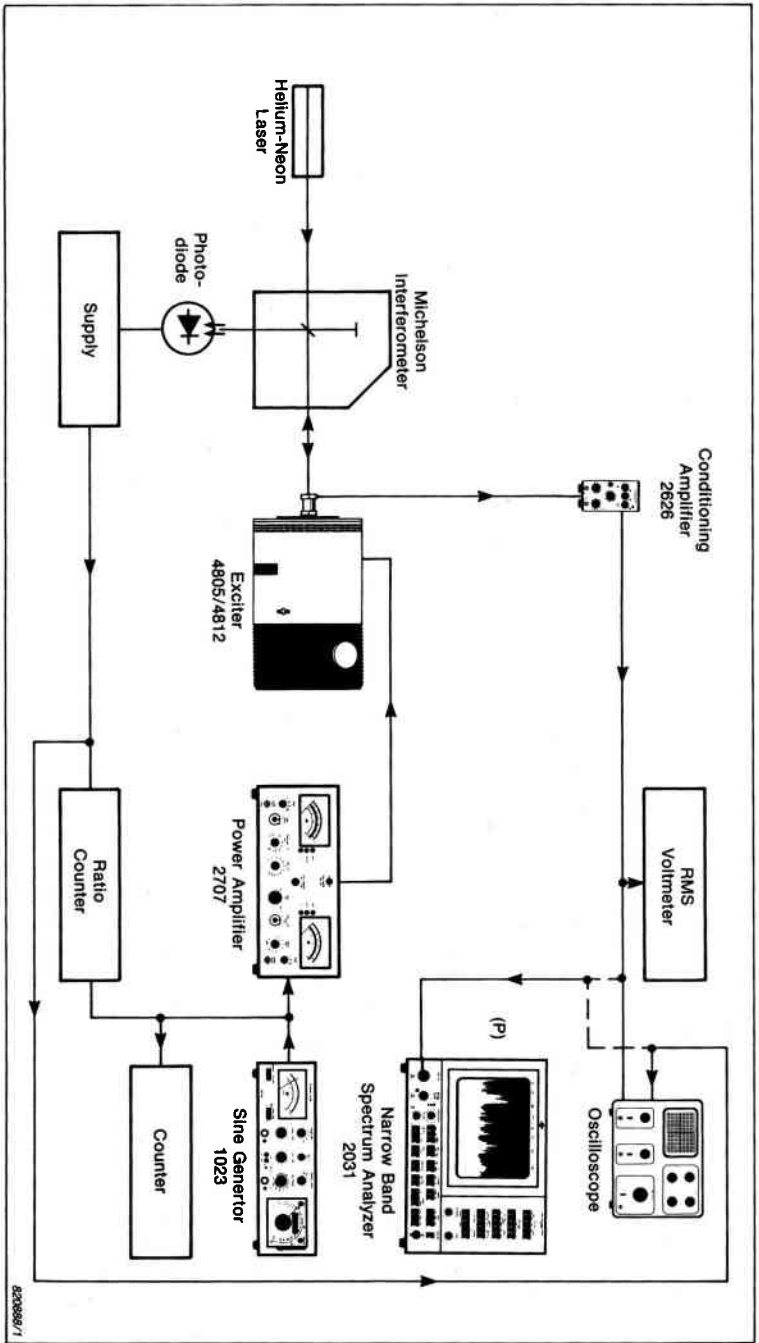 Helium-Neon
Laser
Michelson
Interferometer
Photo-
diode
Supply
Conditioning
Amplifier
2626
Exciter
4805/4812
RMS
Voltmeter
Oscilloscope
(P)
Narrow Band
Spectrum Analyzer
2031
Power Amplifier
2707
Sine Genertor
1023
Ratio
Counter
Counter
820688/1